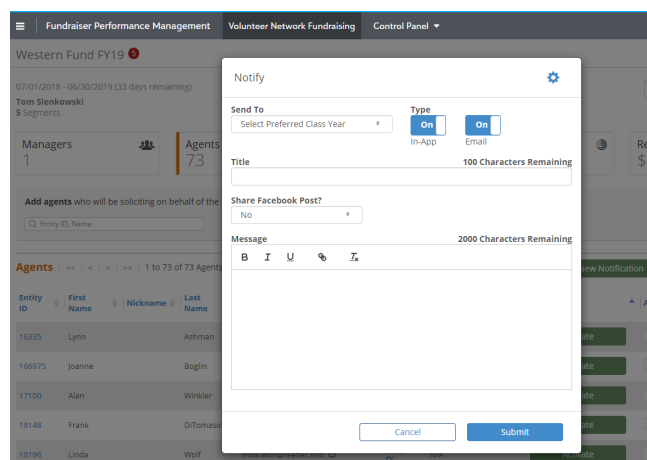 Fundraiser Performance Management Volunteer Network Fundraising Control Panel
Western Fund FY19 5
07/01/2018 - 06/30/2019 (33 days remaining)
Tom Sienkowski
5 Segments
Managers
1
Agents
73
Re
$
Add agents who will be soliciting on behalf of the
Entity ID, Name
Agents << < > >> 1 to 73 of 73 Agents
New Notification
Entity ID First Name Nickname Last Name
16335 Lynn Ashman
166975 Joanne Boglin
17100 Alan Winkler
18148 Frank DiTomaso
18196 Linda Wolf N/A Activate
Notify
Send To Type
Select Preferred Class Year On On
In-App Email
Title 100 Characters Remaining
Share Facebook Post?
No
Message 2000 Characters Remaining
B I U Tx
Cancel Submit